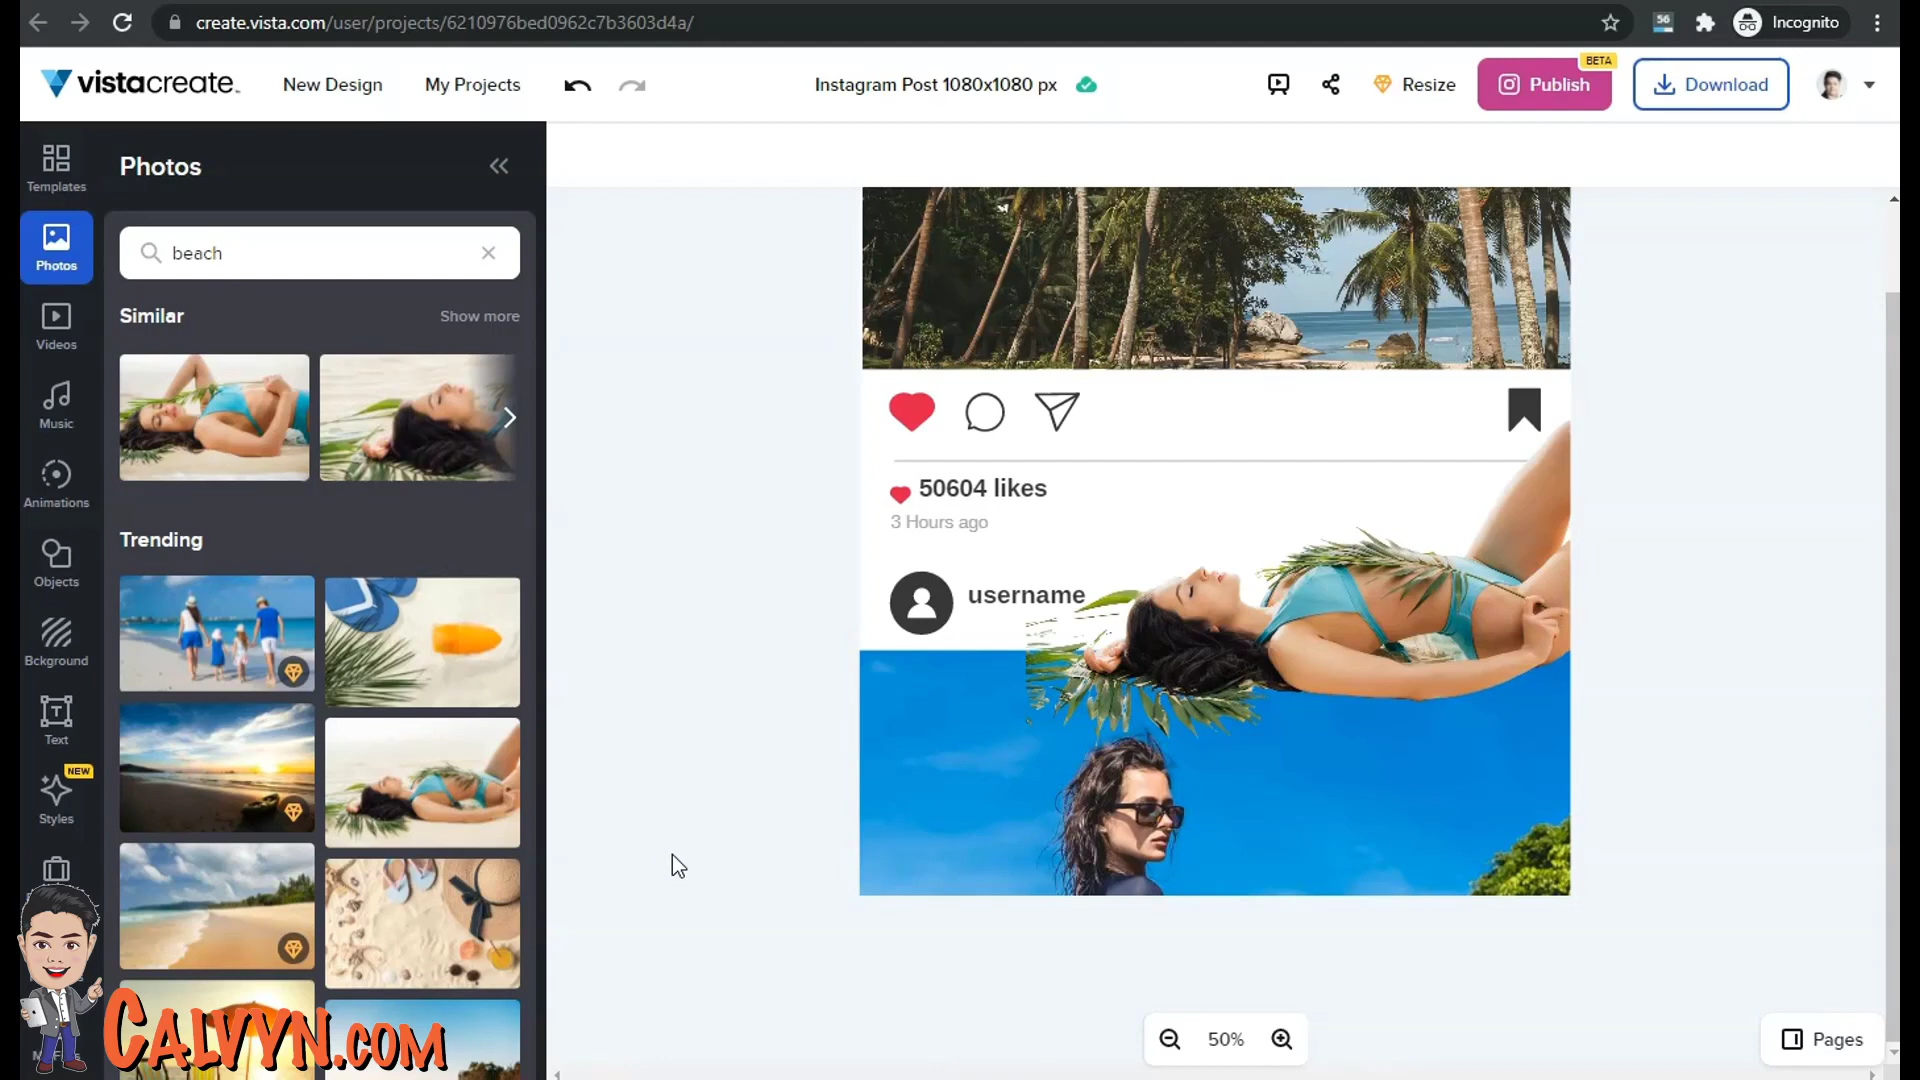 create.vista.com/user/projects/6210976bed0962c7b3603d4a/
56
Incognito
vistacreate
New Design
My Projects
Instagram Post 1080x1080 px
Resize
BETA
Publish
Download
Templates
Photos
Videos
Music
Animations
Objects
Bckground
Text
NEW
Styles
Photos
beach
Similar
Show more
Trending
50604 likes
3 Hours ago
username
CALVYN.COM
50%
Pages